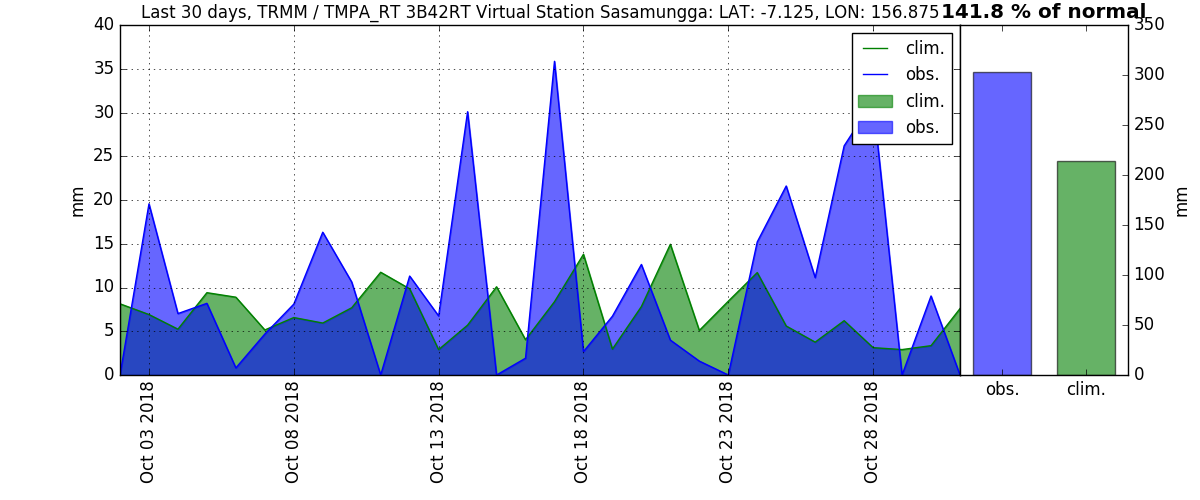 Last 30 days, TRMM / TMPA_RT 3B42RT Virtual Station Sasamungga: LAT: -7.125, LON: 156.875 141.8 % of normal
40
35
30
25
20
15
10
5
0
mm
clim.
obs.
clim.
obs.
350
300
250
200
150
100
50
0
mm
obs. clim.
Oct 03 2018
Oct 08 2018
Oct 13 2018
Oct 18 2018
Oct 23 2018
Oct 28 2018